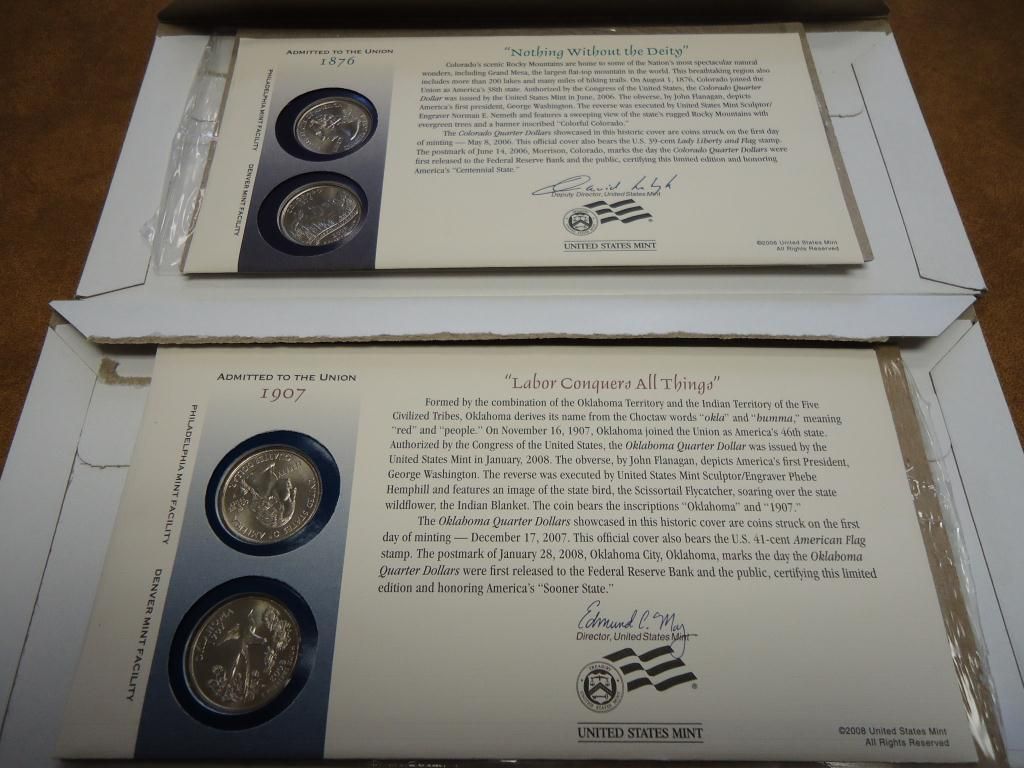 ADMITTED TO THE UNION
1876
PHILADELPHIA MINT FACILITY
DENVER MINT FACILITY
"Nothing Without the Deity"
Colorado's scenic Rocky Mountains are home to some of the Nation's most spectacular natural
wonders, including Grand Mesa, the largest flat-top mountain in the world. This breathtaking region also
includes more than 200 lakes and many miles of hiking trails. On August 1, 1876, Colorado joined the
Union as America's 38th state. Authorized by the Congress of the United States, the Colorado Quarter
Dollar was issued by the United States Mint in June, 2006. The obverse, by John Flanagan, depicts
America's first president, George Washington. The reverse was executed by United States Mint Sculptor/
Engraver Norman E. Nemeth and features a sweeping view of the state's rugged Rocky Mountains with
evergreen trees and a banner inscribed "Colorful Colorado."
The Colorado Quarter Dollars showcased in this historic cover are coins struck on the first day
of minting — May 8, 2006. This official cover also bears the U.S. 39-cent Lady Liberty and Flag stamp.
The postmark of June 14, 2006, Morrison, Colorado, marks the day the Colorado Quarter Dollars were
first released to the Federal Reserve Bank and the public, certifying this limited edition and honoring
America's "Centennial State."
Deputy Director, United States Mint
UNITED STATES MINT
©2006 United States Mint
All Rights Reserved
ADMITTED TO THE UNION
1907
PHILADELPHIA MINT FACILITY
DENVER MINT FACILITY
UNITED STATES OF AMERICA
OKLAHOMA
1907
2008
"Labor Conquers All Things"
Formed by the combination of the Oklahoma Territory and the Indian Territory of the Five
Civilized Tribes, Oklahoma derives its name from the Choctaw words "okla" and "humma," meaning
"red" and "people." On November 16, 1907, Oklahoma joined the Union as America's 46th state.
Authorized by the Congress of the United States, the Oklahoma Quarter Dollar was issued by the
United States Mint in January, 2008. The obverse, by John Flanagan, depicts America's first President,
George Washington. The reverse was executed by United States Mint Sculptor/Engraver Phebe
Hemphill and features an image of the state bird, the Scissortail Flycatcher, soaring over the state
wildflower, the Indian Blanket. The coin bears the inscriptions "Oklahoma" and "1907."
The Oklahoma Quarter Dollars showcased in this historic cover are coins struck on the first
day of minting — December 17, 2007. This official cover also bears the U.S. 41-cent American Flag
stamp. The postmark of January 28, 2008, Oklahoma City, Oklahoma, marks the day the Oklahoma
Quarter Dollars were first released to the Federal Reserve Bank and the public, certifying this limited
edition and honoring America's "Sooner State."
Edmund C. Moy
Director, United States Mint
UNITED STATES MINT
©2008 United States Mint
All Rights Reserved